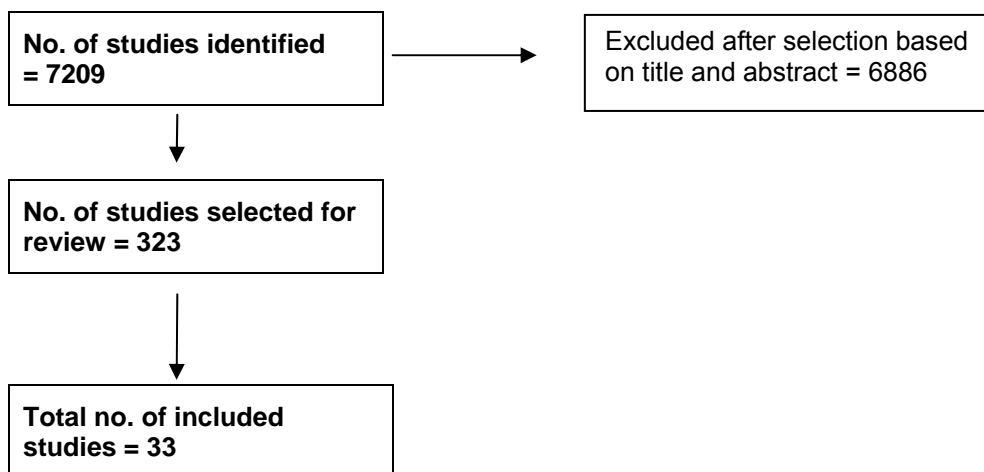 No. of studies identified
= 7209
Excluded after selection based
on title and abstract = 6886
No. of studies selected for
review = 323
Total no. of included
studies = 33